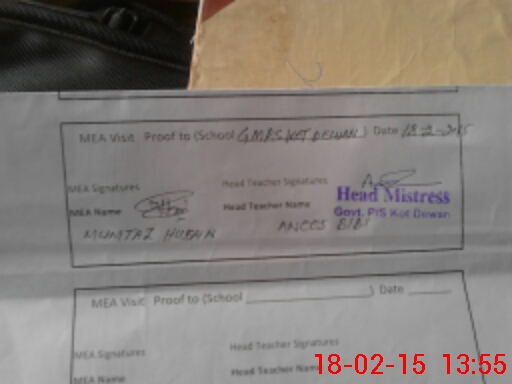 MEA Visit Proof to (School GMPS KOT DEWAN) Date 18-2-2015
MEA Signatures
Head Teacher Signatures
MEA Name
Head Teacher Name
Head Mistress
Govt. P/S Kot Dewan
MUMTAZ HUSAIN
ANEES BIBI
MEA Visit Proof to (School ) Date
MEA Signatures
Head Teacher Signatures
MEA Name
Head Teacher Name
18-02-15 13:55